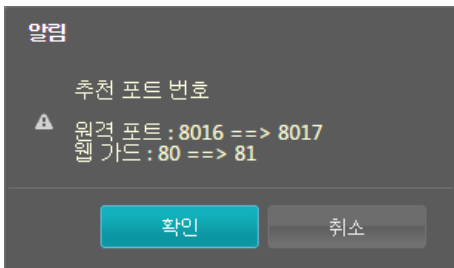 알림
추천 포트 번호
원격 포트 : 8016 ==> 8017
웹 가드 : 80 ==> 81
확인
취소